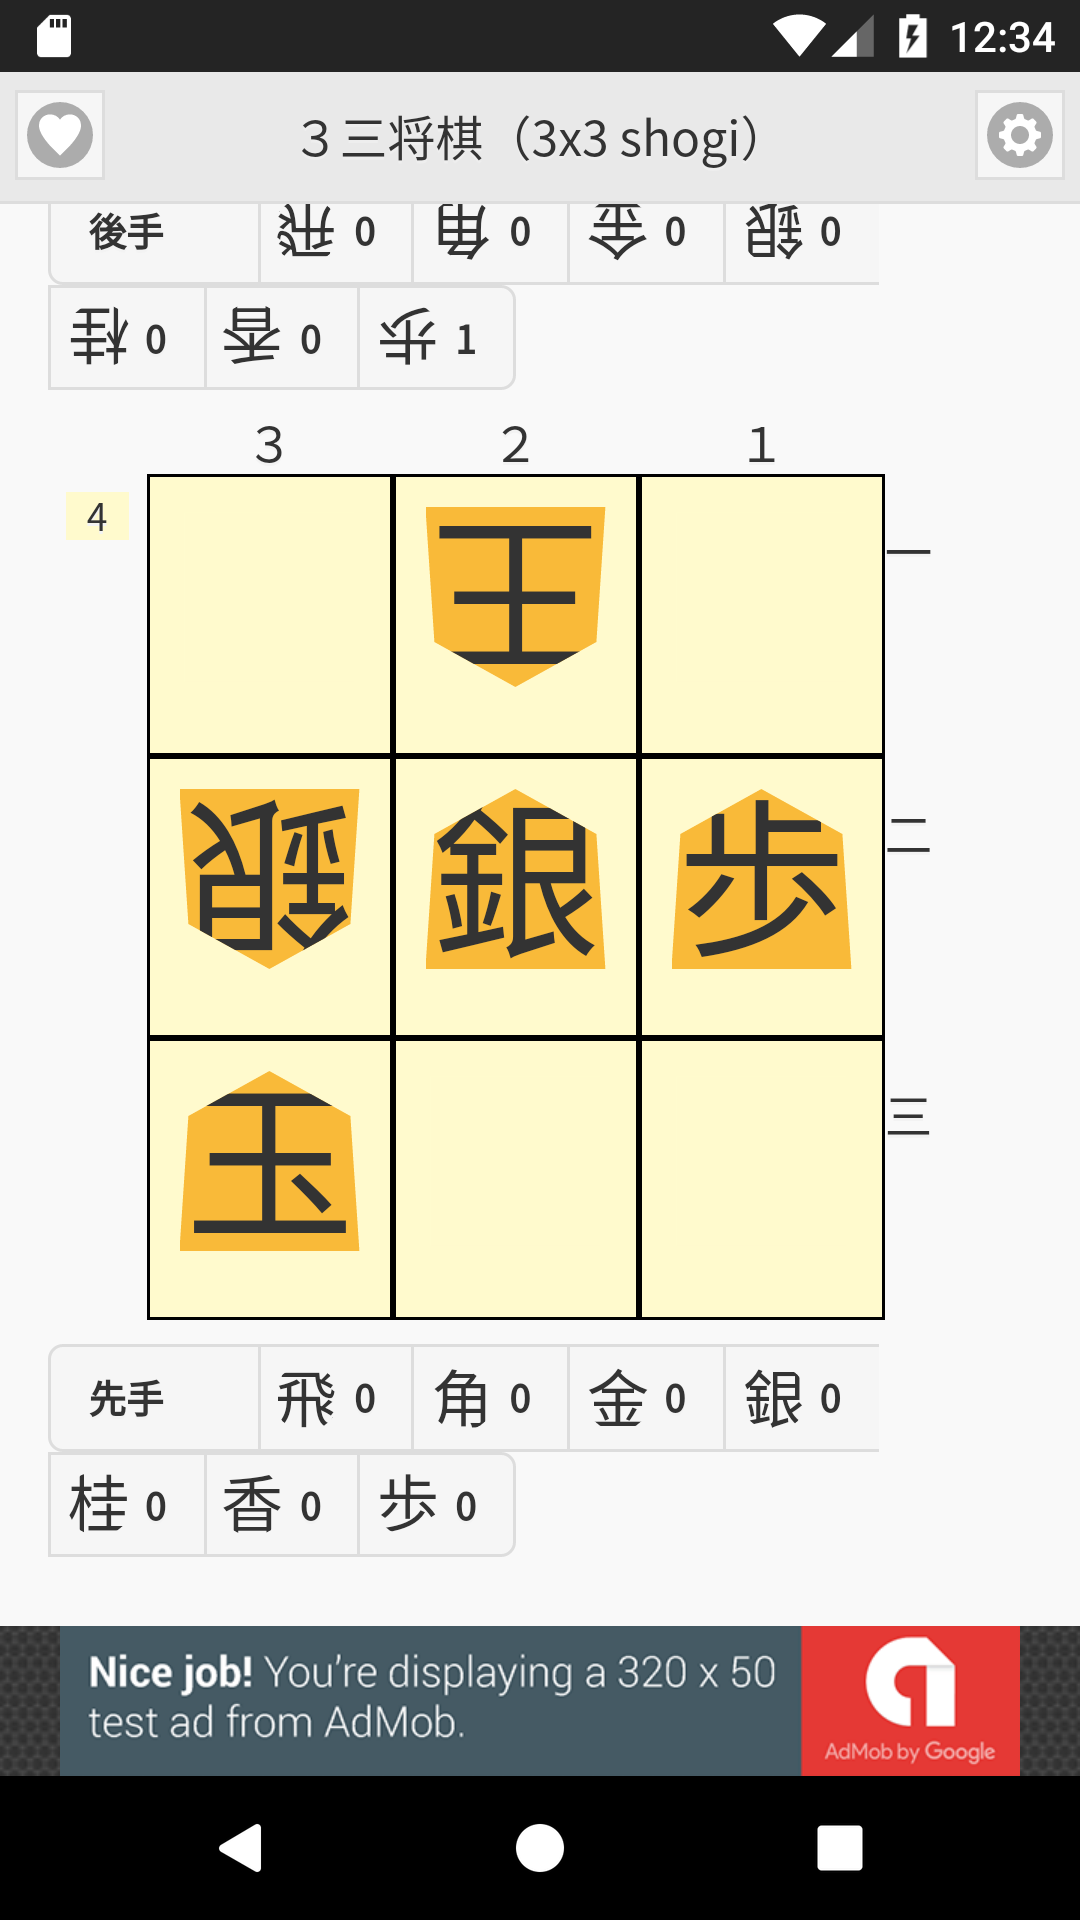 12:34
３三将棋（3x3 shogi）
後手 飛 0 角 0 金 0 銀 0
桂 0 香 0 歩 1
３ ２ １
4
王 一
銀 銀 歩 二
玉 三
先手 飛 0 角 0 金 0 銀 0
桂 0 香 0 歩 0
Nice job! You're displaying a 320 x 50
test ad from AdMob.
AdMob by Google